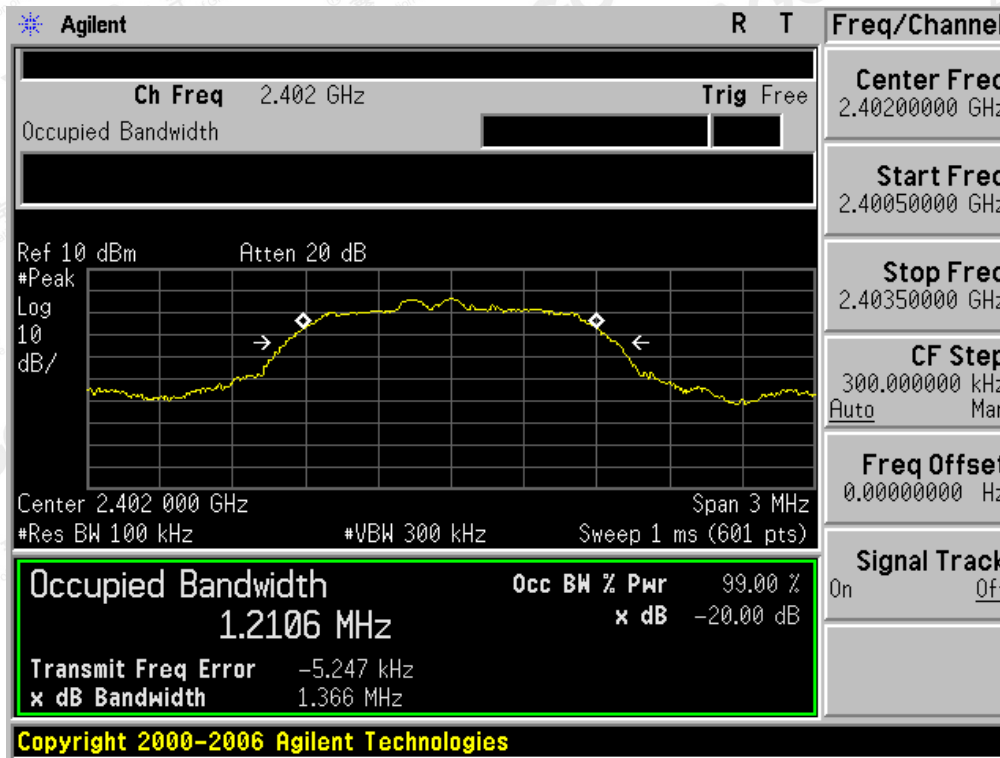 Agilent R T Freq/Channel
Ch Freq 2.402 GHz Trig Free
Occupied Bandwidth
Center Freq
2.40200000 GHz
Start Freq
2.40050000 GHz
Stop Freq
2.40350000 GHz
CF Step
300.000000 kHz
Auto Man
Freq Offset
0.00000000 Hz
Signal Track
On Off
Ref 10 dBm Atten 20 dB
#Peak
Log
10
dB/
Center 2.402 000 GHz Span 3 MHz
#Res BW 100 kHz #VBW 300 kHz Sweep 1 ms (601 pts)
Occupied Bandwidth Occ BW % Pwr 99.00 %
1.2106 MHz x dB -20.00 dB
Transmit Freq Error -5.247 kHz
x dB Bandwidth 1.366 MHz
Copyright 2000-2006 Agilent Technologies